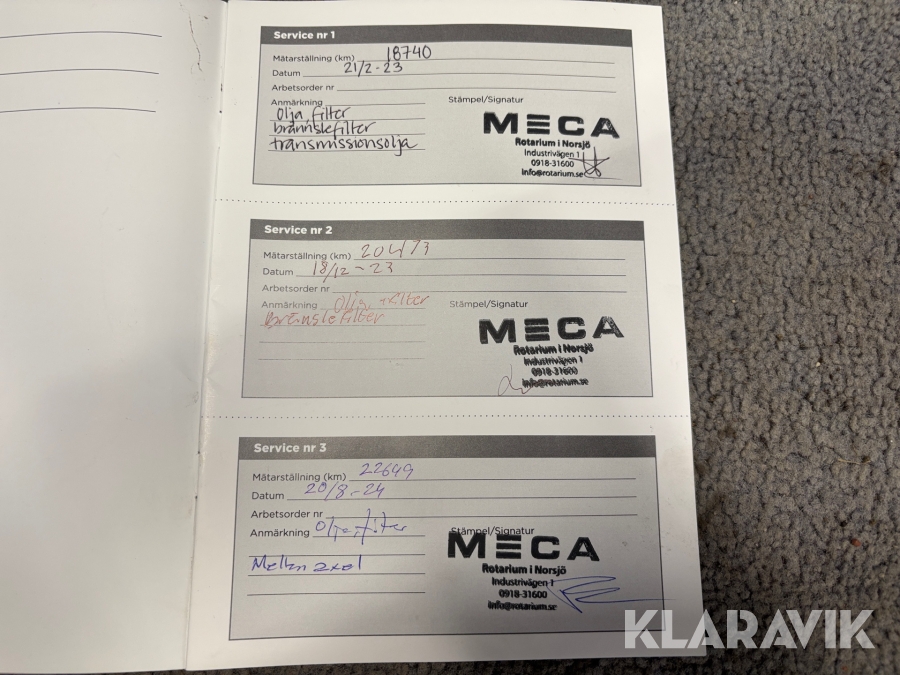 Service nr 1
Mätarställning (km) 18740
Datum 21/2-23
Arbetsorder nr
Anmärkning Stämpel/Signatur
olja, filter
brännslefilter
transmissionsolja
MECA
Rotarium i Norsjö
Industrivägen 1
0918-31600
info@rotarium.se
Service nr 2
Mätarställning (km) 20473
Datum 18/12-23
Arbetsorder nr
Anmärkning Olja, filter Stämpel/Signatur
Bränslefilter
MECA
Rotarium i Norsjö
Industrivägen 1
0918-31600
info@rotarium.se
Service nr 3
Mätarställning (km) 22649
Datum 20/8-24
Arbetsorder nr
Anmärkning Olja, filter Stämpel/Signatur
Mellan axel
MECA
Rotarium i Norsjö
Industrivägen 1
0918-31600
info@rotarium.se
KLARAVIK